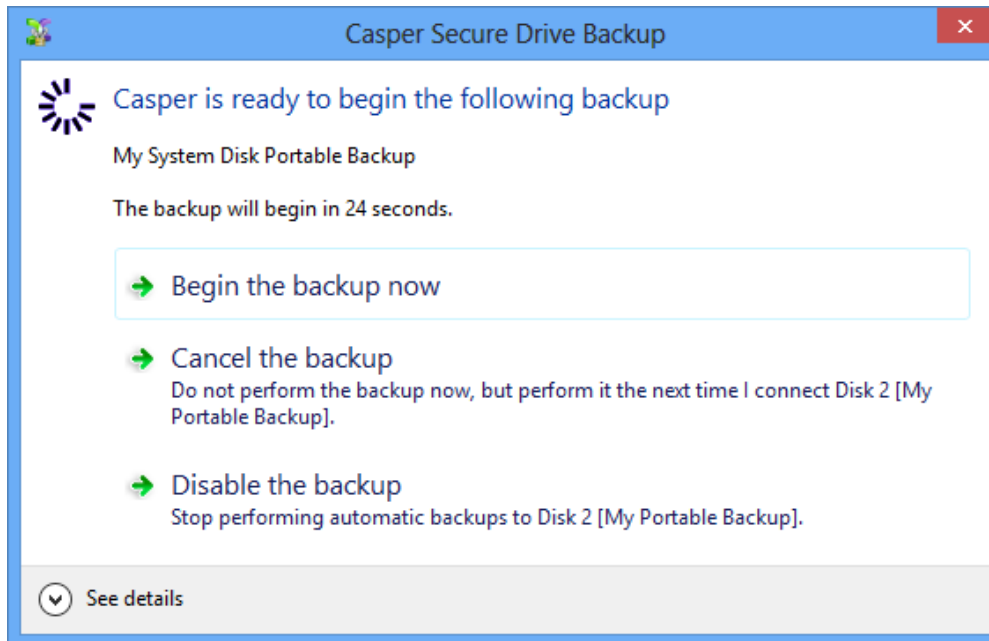 Casper Secure Drive Backup
Casper is ready to begin the following backup
My System Disk Portable Backup
The backup will begin in 24 seconds.
Begin the backup now
Cancel the backup
Do not perform the backup now, but perform it the next time I connect Disk 2 [My
Portable Backup].
Disable the backup
Stop performing automatic backups to Disk 2 [My Portable Backup].
See details